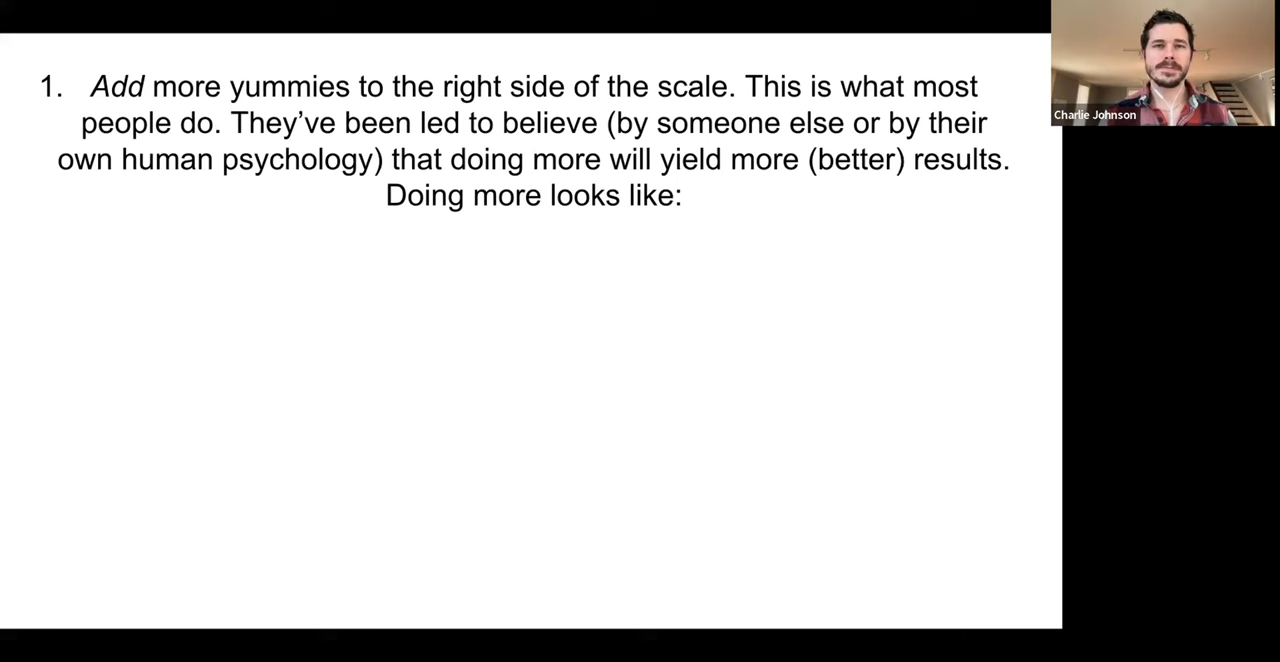 1. Add more yummies to the right side of the scale. This is what most
people do. They’ve been led to believe (by someone else or by their
own human psychology) that doing more will yield more (better) results.
Doing more looks like:
Charlie Johnson